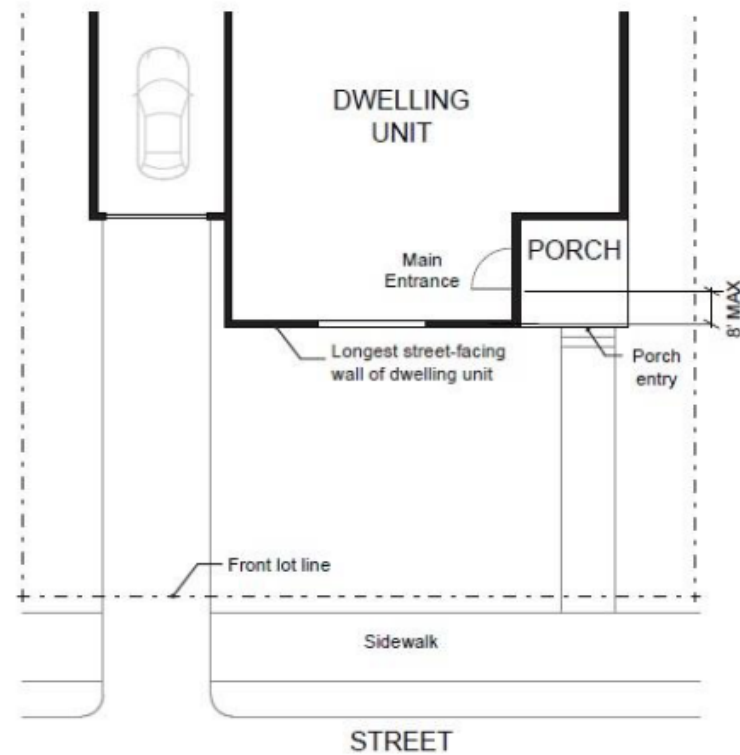 DWELLING
UNIT
PORCH
Main
Entrance
8' MAX
Longest street-facing
wall of dwelling unit
Porch
entry
Front lot line
Sidewalk
STREET